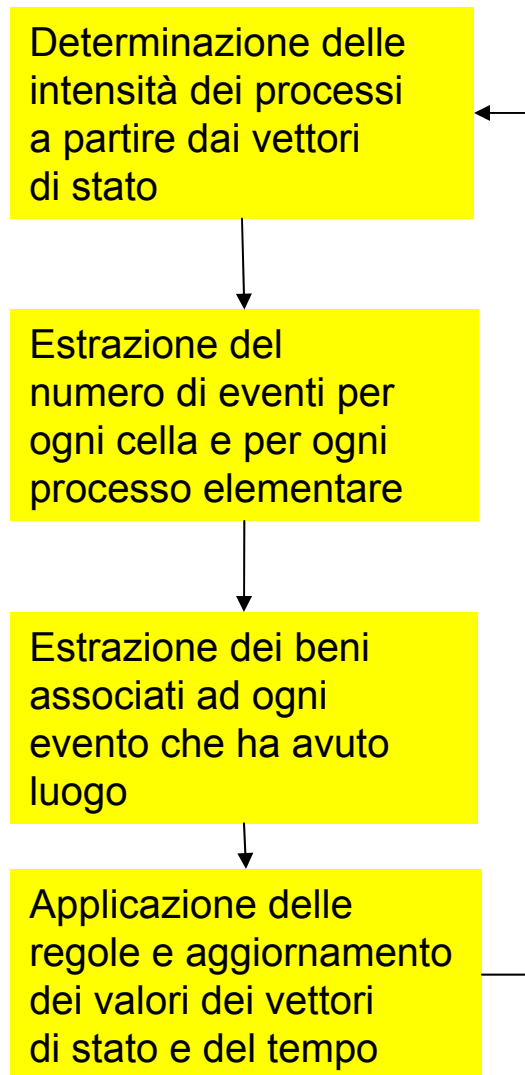 Determinazione delle
intensità dei processi
a partire dai vettori
di stato
Estrazione del
numero di eventi per
ogni cella e per ogni
processo elementare
Estrazione dei beni
associati ad ogni
evento che ha avuto
luogo
Applicazione delle
regole e aggiornamento
dei valori dei vettori
di stato e del tempo